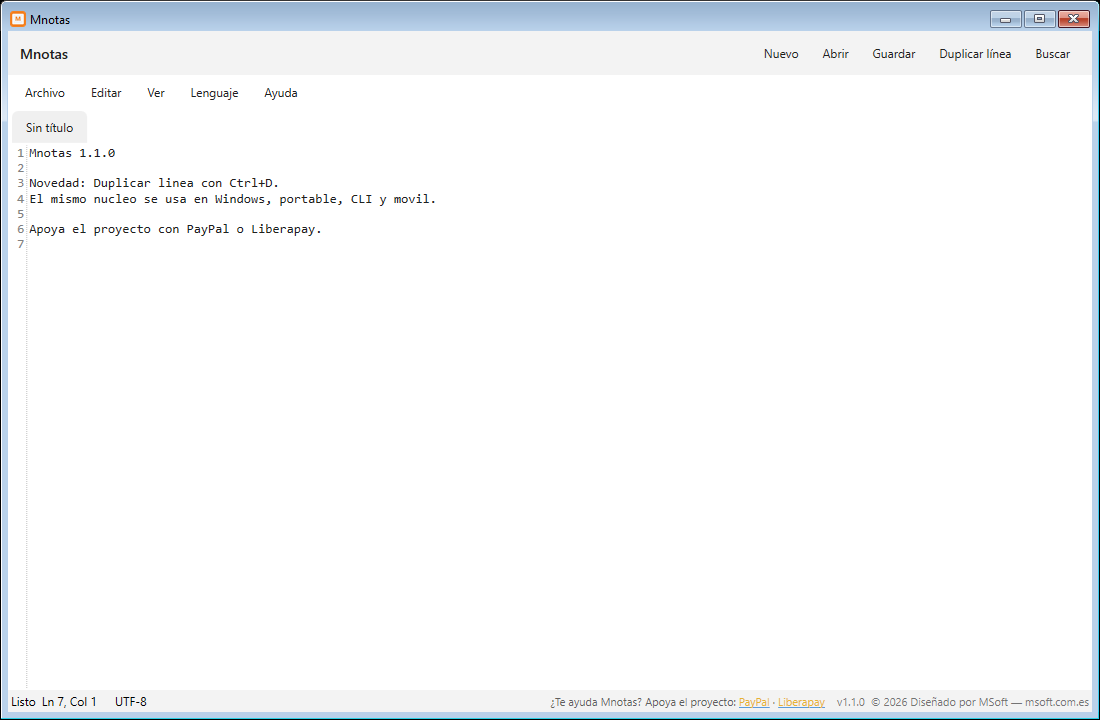 M Mnotas
Mnotas Nuevo Abrir Guardar Duplicar línea Buscar
Archivo Editar Ver Lenguaje Ayuda
Sin título
1 Mnotas 1.1.0
2
3 Novedad: Duplicar linea con Ctrl+D.
4 El mismo nucleo se usa en Windows, portable, CLI y movil.
5
6 Apoya el proyecto con PayPal o Liberapay.
7
Listo Ln 7, Col 1 UTF-8 ¿Te ayuda Mnotas? Apoya el proyecto: PayPal · Liberapay v1.1.0 © 2026 Diseñado por MSoft — msoft.com.es